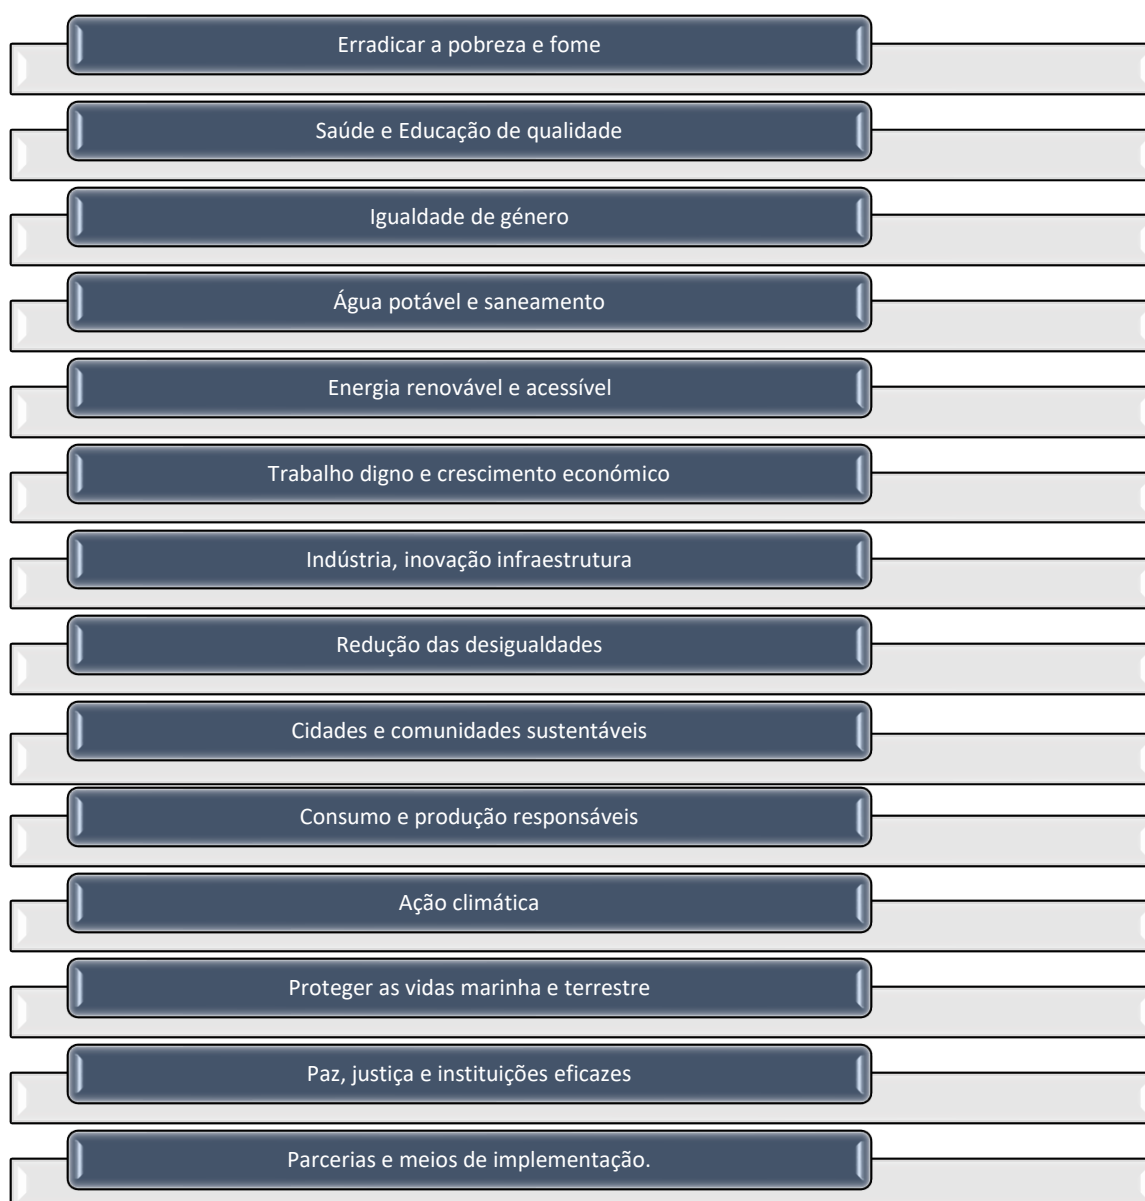 Erradicar a pobreza e fome
Saúde e Educação de qualidade
Igualdade de género
Água potável e saneamento
Energia renovável e acessível
Trabalho digno e crescimento económico
Indústria, inovação infraestrutura
Redução das desigualdades
Cidades e comunidades sustentáveis
Consumo e produção responsáveis
Ação climática
Proteger as vidas marinha e terrestre
Paz, justiça e instituições eficazes
Parcerias e meios de implementação.